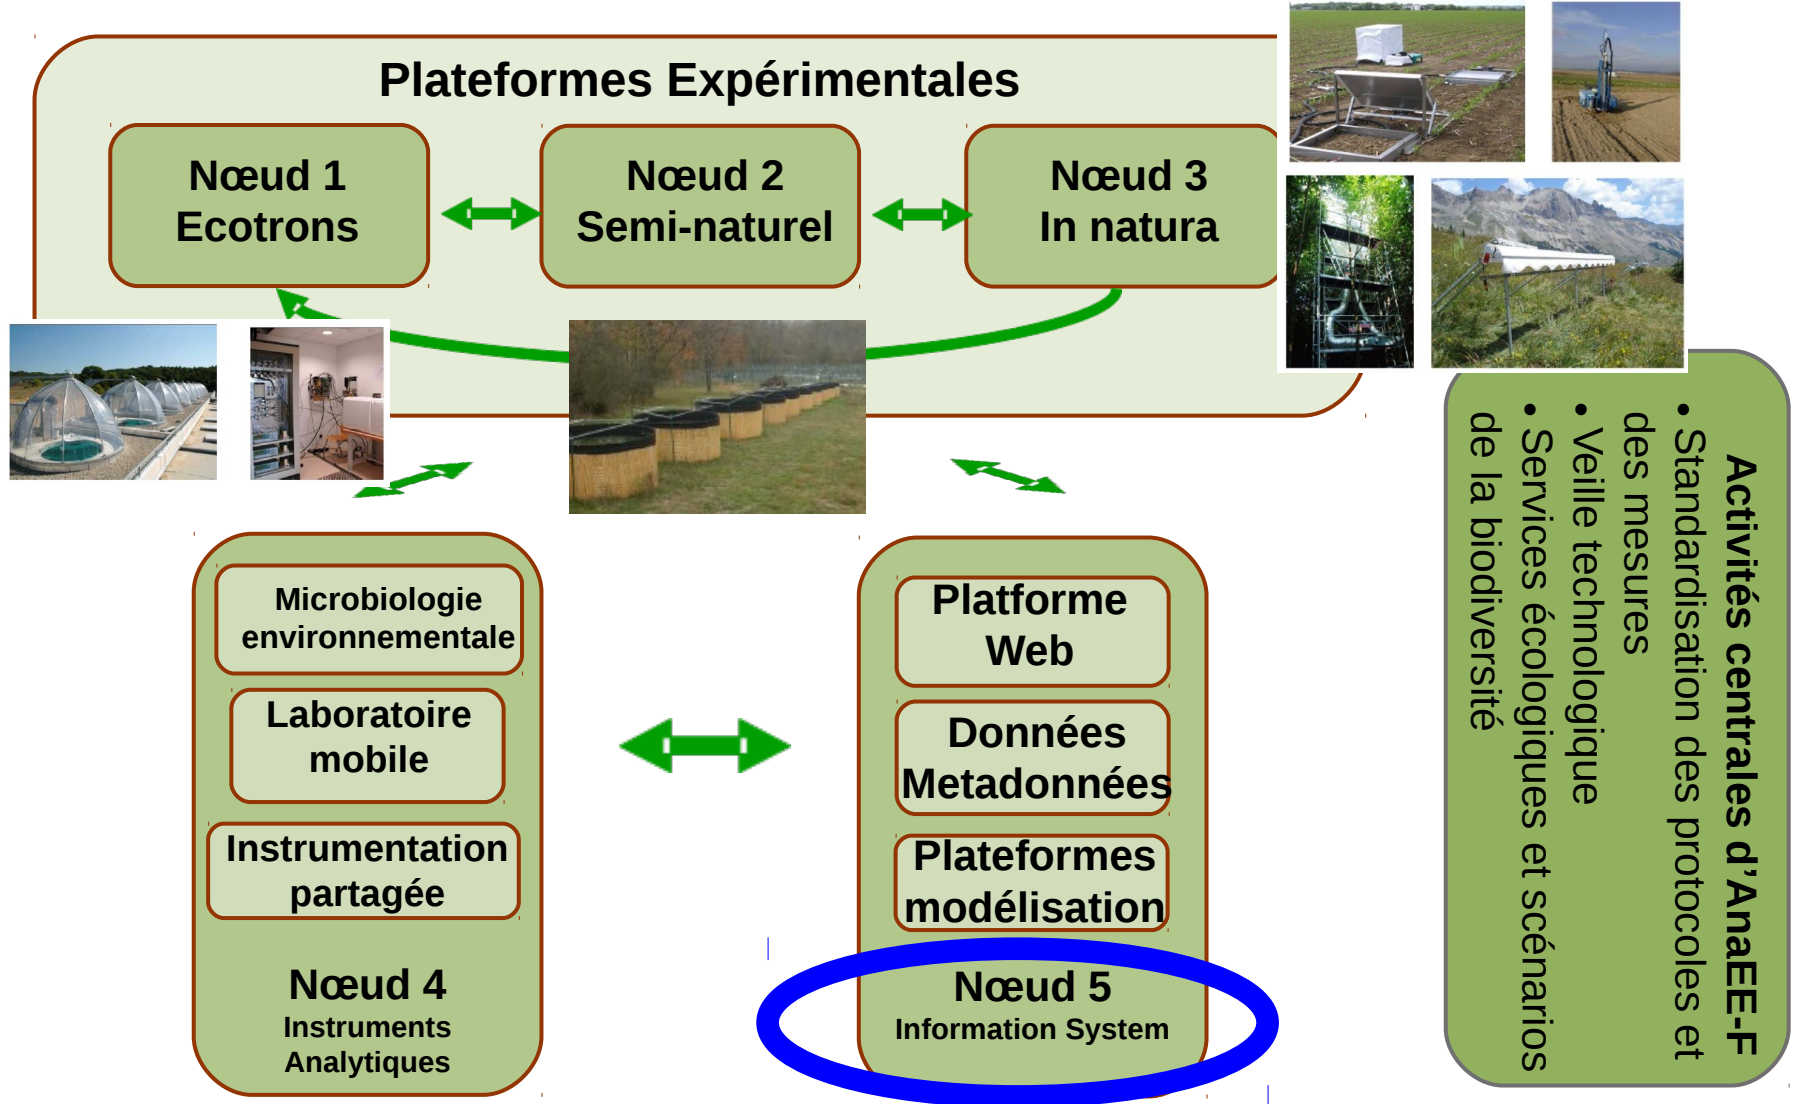 Plateformes Expérimentales
Nœud 1
Ecotrons
Nœud 2
Semi-naturel
Nœud 3
In natura
Microbiologie
environnementale
Laboratoire
mobile
Instrumentation
partagée
Nœud 4
Instruments
Analytiques
Platforme
Web
Données
Metadonnées
Plateformes
modélisation
Nœud 5
Information System
Activités centrales d’AnaEE-F
• Standardisation des protocoles et
des mesures
• Veille technologique
• Services écologiques et scénarios
de la biodiversité